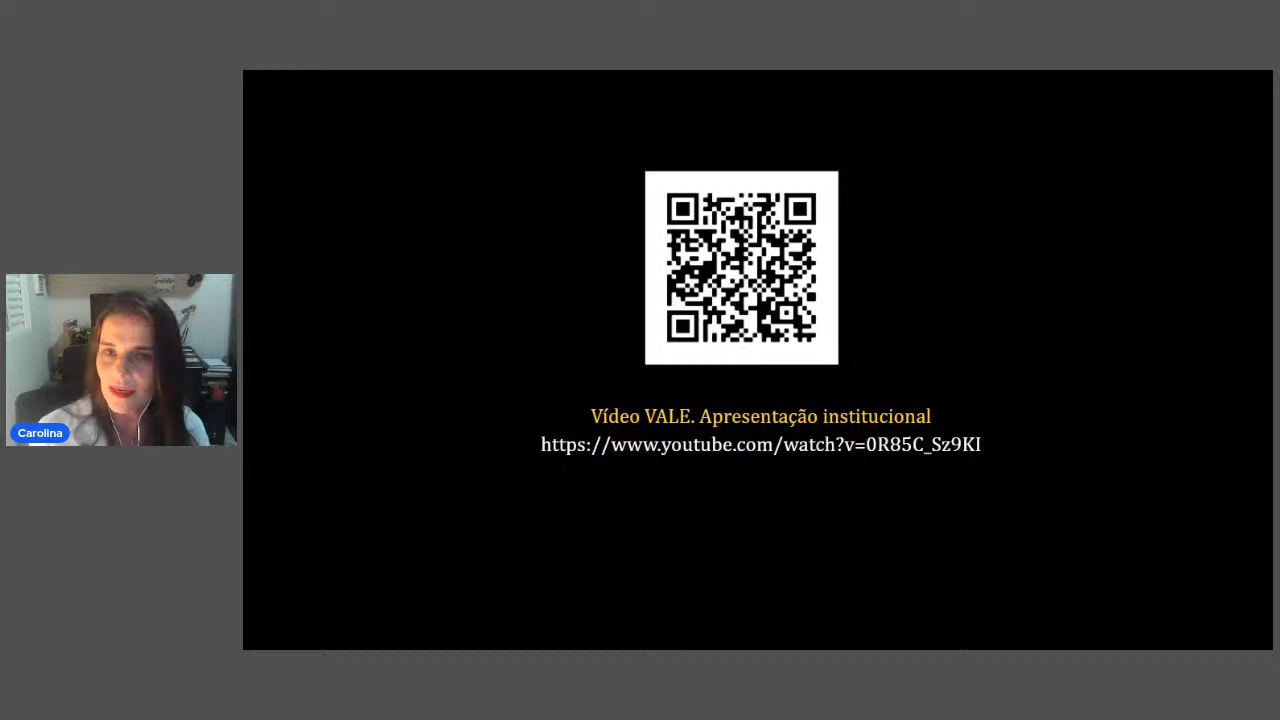 Vídeo VALE. Apresentação institucional
https://www.youtube.com/watch?v=0R85C_Sz9KI
Carolina